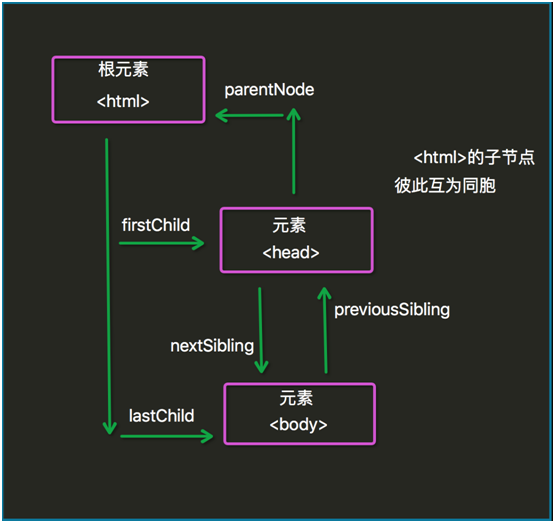 根元素
<html>
parentNode
<html>的子节点
彼此互为同胞
firstChild
元素
<head>
previousSibling
nextSibling
元素
<body>
lastChild